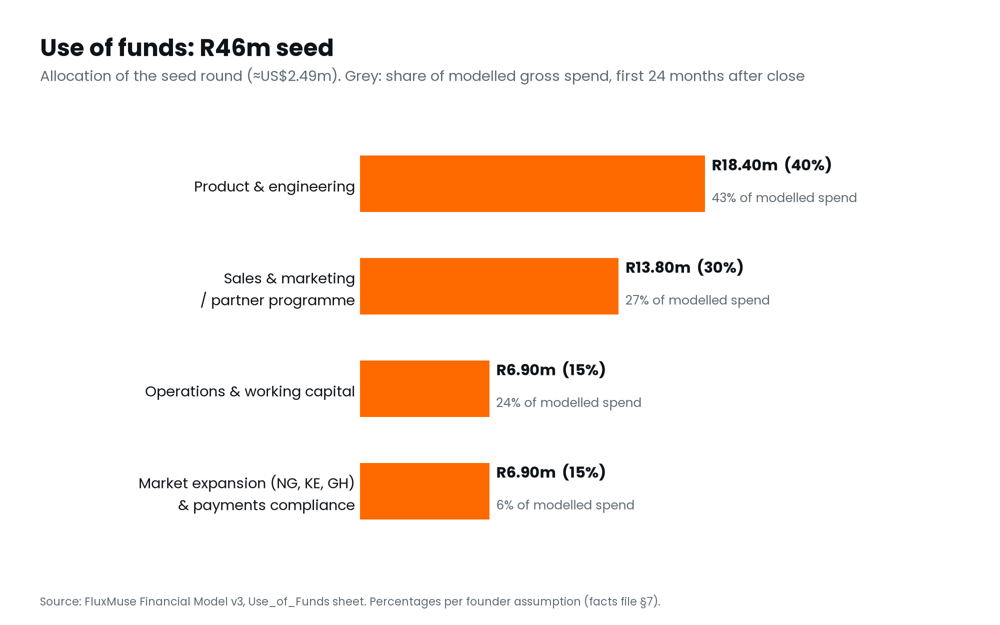 Use of funds: R46m seed
Allocation of the seed round (≈US$2.49m). Grey: share of modelled gross spend, first 24 months after close
Product & engineering
R18.40m (40%)
43% of modelled spend
Sales & marketing
/ partner programme
R13.80m (30%)
27% of modelled spend
Operations & working capital
R6.90m (15%)
24% of modelled spend
Market expansion (NG, KE, GH)
& payments compliance
R6.90m (15%)
6% of modelled spend
Source: FluxMuse Financial Model v3, Use_of_Funds sheet. Percentages per founder assumption (facts file §7).